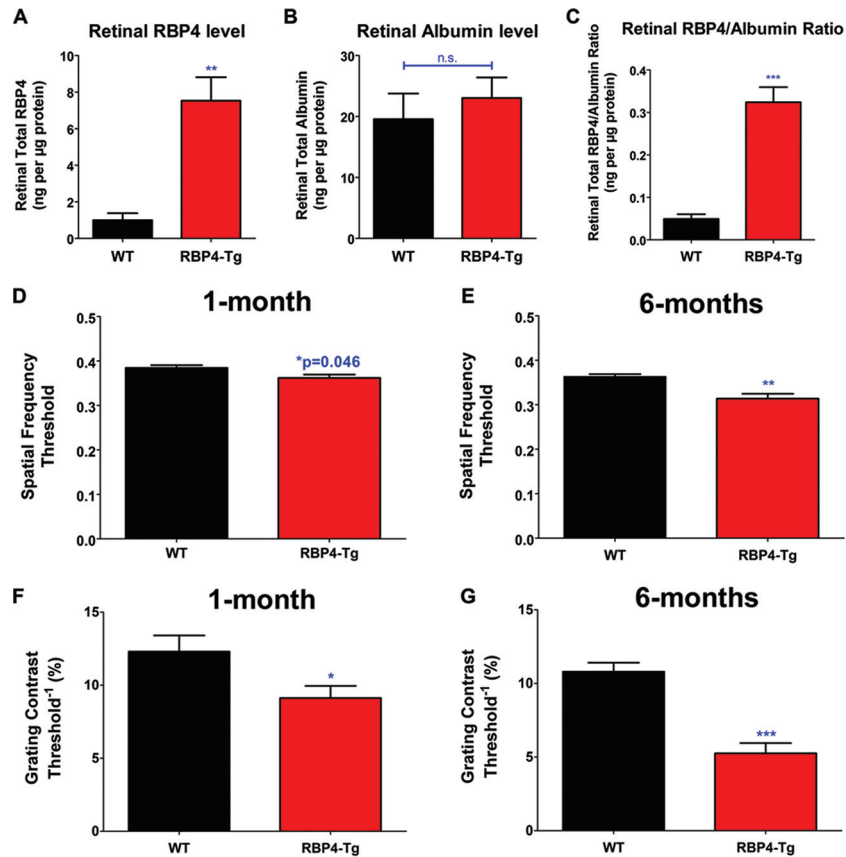 A
Retinal RBP4 level
Retinal Total RBP4
(ng per µg protein)
10
8
6
4
2
0
**
WT
RBP4-Tg
B
Retinal Albumin level
Retinal Total Albumin
(ng per µg protein)
30
20
10
0
n.s.
WT
RBP4-Tg
C
Retinal RBP4/Albumin Ratio
Retinal Total RBP4/Albumin Ratio
(ng per µg protein)
0.4
0.3
0.2
0.1
0.0
***
WT
RBP4-Tg
D
1-month
Spatial Frequency
Threshold
0.5
0.4
0.3
0.2
0.1
0.0
*p=0.046
WT
RBP4-Tg
E
6-months
Spatial Frequency
Threshold
0.5
0.4
0.3
0.2
0.1
0.0
**
WT
RBP4-Tg
F
1-month
Grating Contrast
Threshold-1 (%)
15
10
5
0
*
WT
RBP4-Tg
G
6-months
Grating Contrast
Threshold-1 (%)
15
10
5
0
***
WT
RBP4-Tg